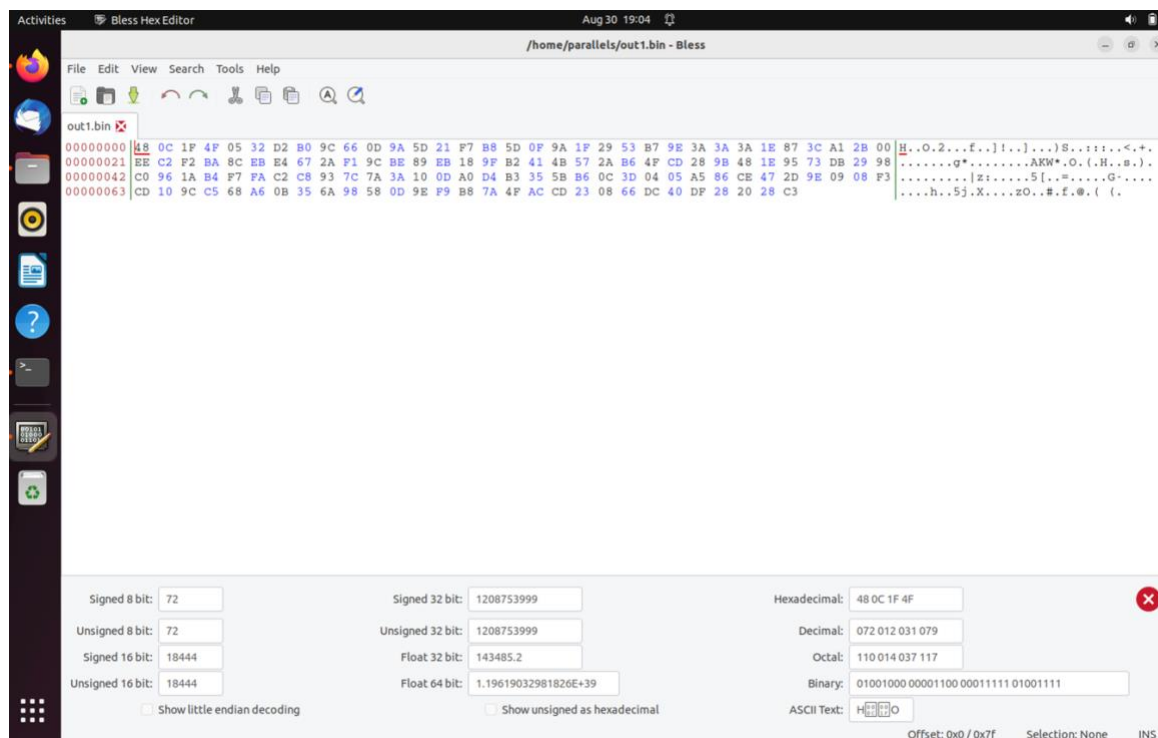 Activities Bless Hex Editor Aug 30 19:04
/home/parallels/out1.bin - Bless
File Edit View Search Tools Help
out1.bin
00000000 48 0C 1F 4F 05 32 D2 B0 9C 66 0D 9A 5D 21 F7 B8 5D 0F 9A 1F 29 53 B7 9E 3A 3A 3A 1E 87 3C A1 2B 00 H..O.2...f..]!..]...)S..:::..<.+.
00000021 EE C2 F2 BA 8C EB E4 67 2A F1 9C BE 89 EB 18 9F B2 41 4B 57 2A B6 4F CD 28 9B 48 1E 95 73 DB 29 98 .......g*........AKW*.O.(.H..s.).
00000042 C0 96 1A B4 F7 FA C2 C8 93 7C 7A 3A 10 0D A0 D4 B3 35 5B B6 0C 3D 04 05 A5 86 CE 47 2D 9E 09 08 F3 .........|z:.....5[..=.....G-....
00000063 CD 10 9C C5 68 A6 0B 35 6A 98 58 0D 9E F9 B8 7A 4F AC CD 23 08 66 DC 40 DF 28 20 28 C3 ....h..5j.X....zO..#.f.@.( (.
Signed 8 bit: 72 Signed 32 bit: 1208753999 Hexadecimal: 48 0C 1F 4F
Unsigned 8 bit: 72 Unsigned 32 bit: 1208753999 Decimal: 072 012 031 079
Signed 16 bit: 18444 Float 32 bit: 143485.2 Octal: 110 014 037 117
Unsigned 16 bit: 18444 Float 64 bit: 1.19619032981826E+39 Binary: 01001000 00001100 00011111 01001111
Show little endian decoding Show unsigned as hexadecimal ASCII Text: H O
Offset: 0x0 / 0x7f Selection: None INS